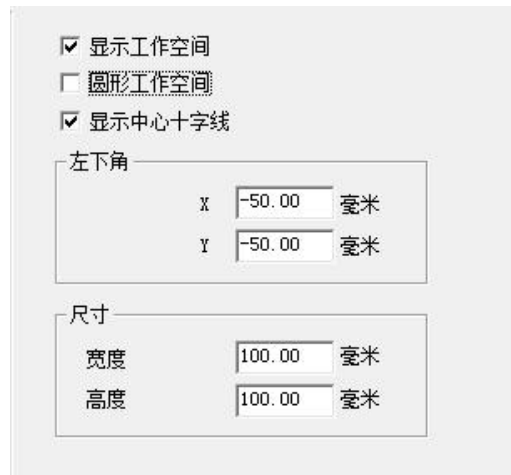 显示工作空间
圆形工作空间
显示中心十字线
左下角
X -50.00 毫米
Y -50.00 毫米
尺寸
宽度 100.00 毫米
高度 100.00 毫米